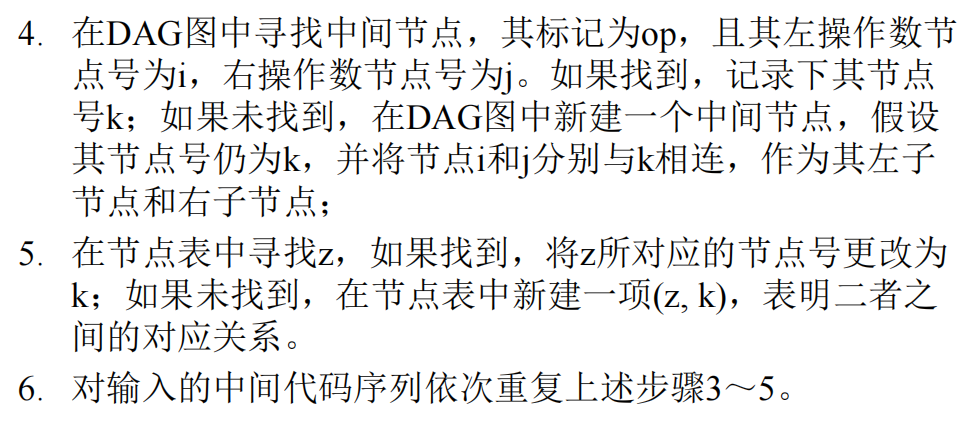 4. 在DAG图中寻找中间节点，其标记为op，且其左操作数节
点号为i，右操作数节点号为j。如果找到，记录下其节点
号k；如果未找到，在DAG图中新建一个中间节点，假设
其节点号仍为k，并将节点i和j分别与k相连，作为其左子
节点和右子节点；
5. 在节点表中寻找z，如果找到，将z所对应的节点号更改为
k；如果未找到，在节点表中新建一项(z, k)，表明二者之
间的对应关系。
6. 对输入的中间代码序列依次重复上述步骤3～5。